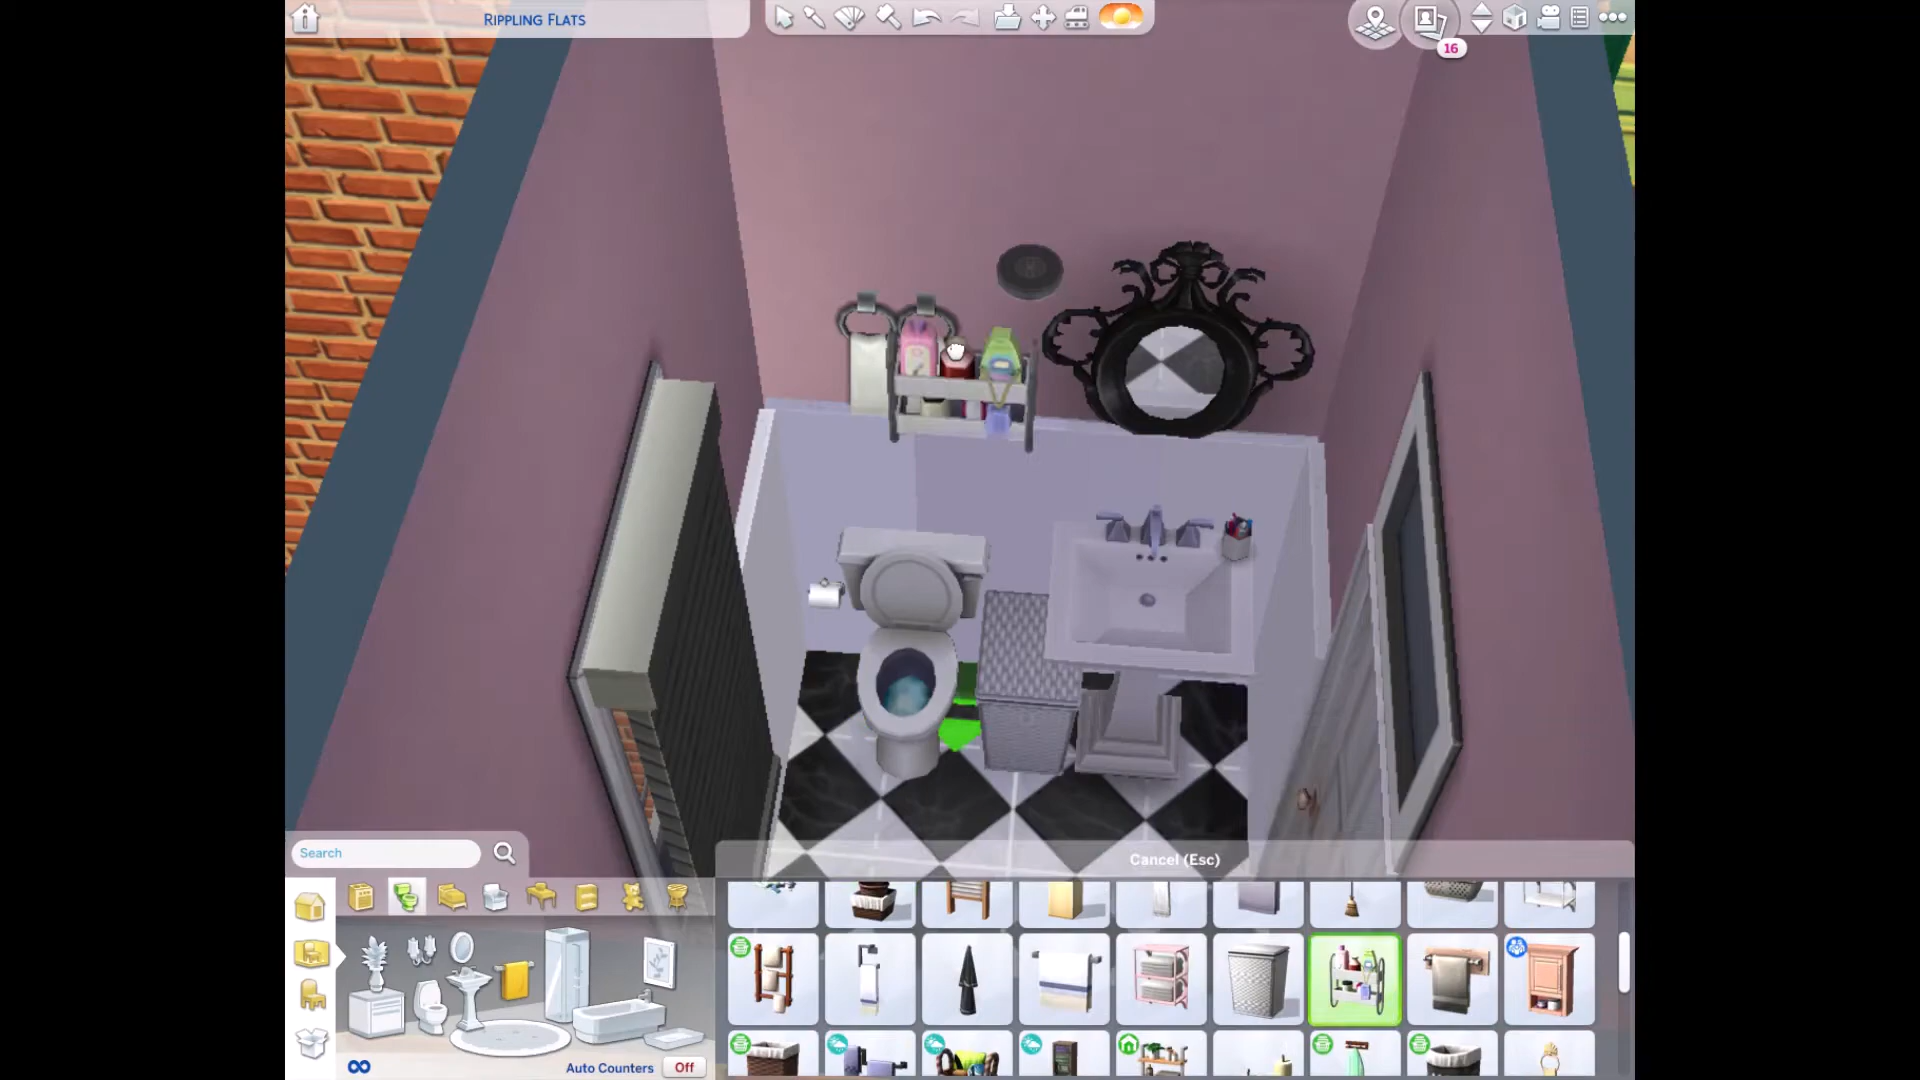 RIPPLING FLATS
16
Cancel (Esc)
Search
Auto Counters
Off